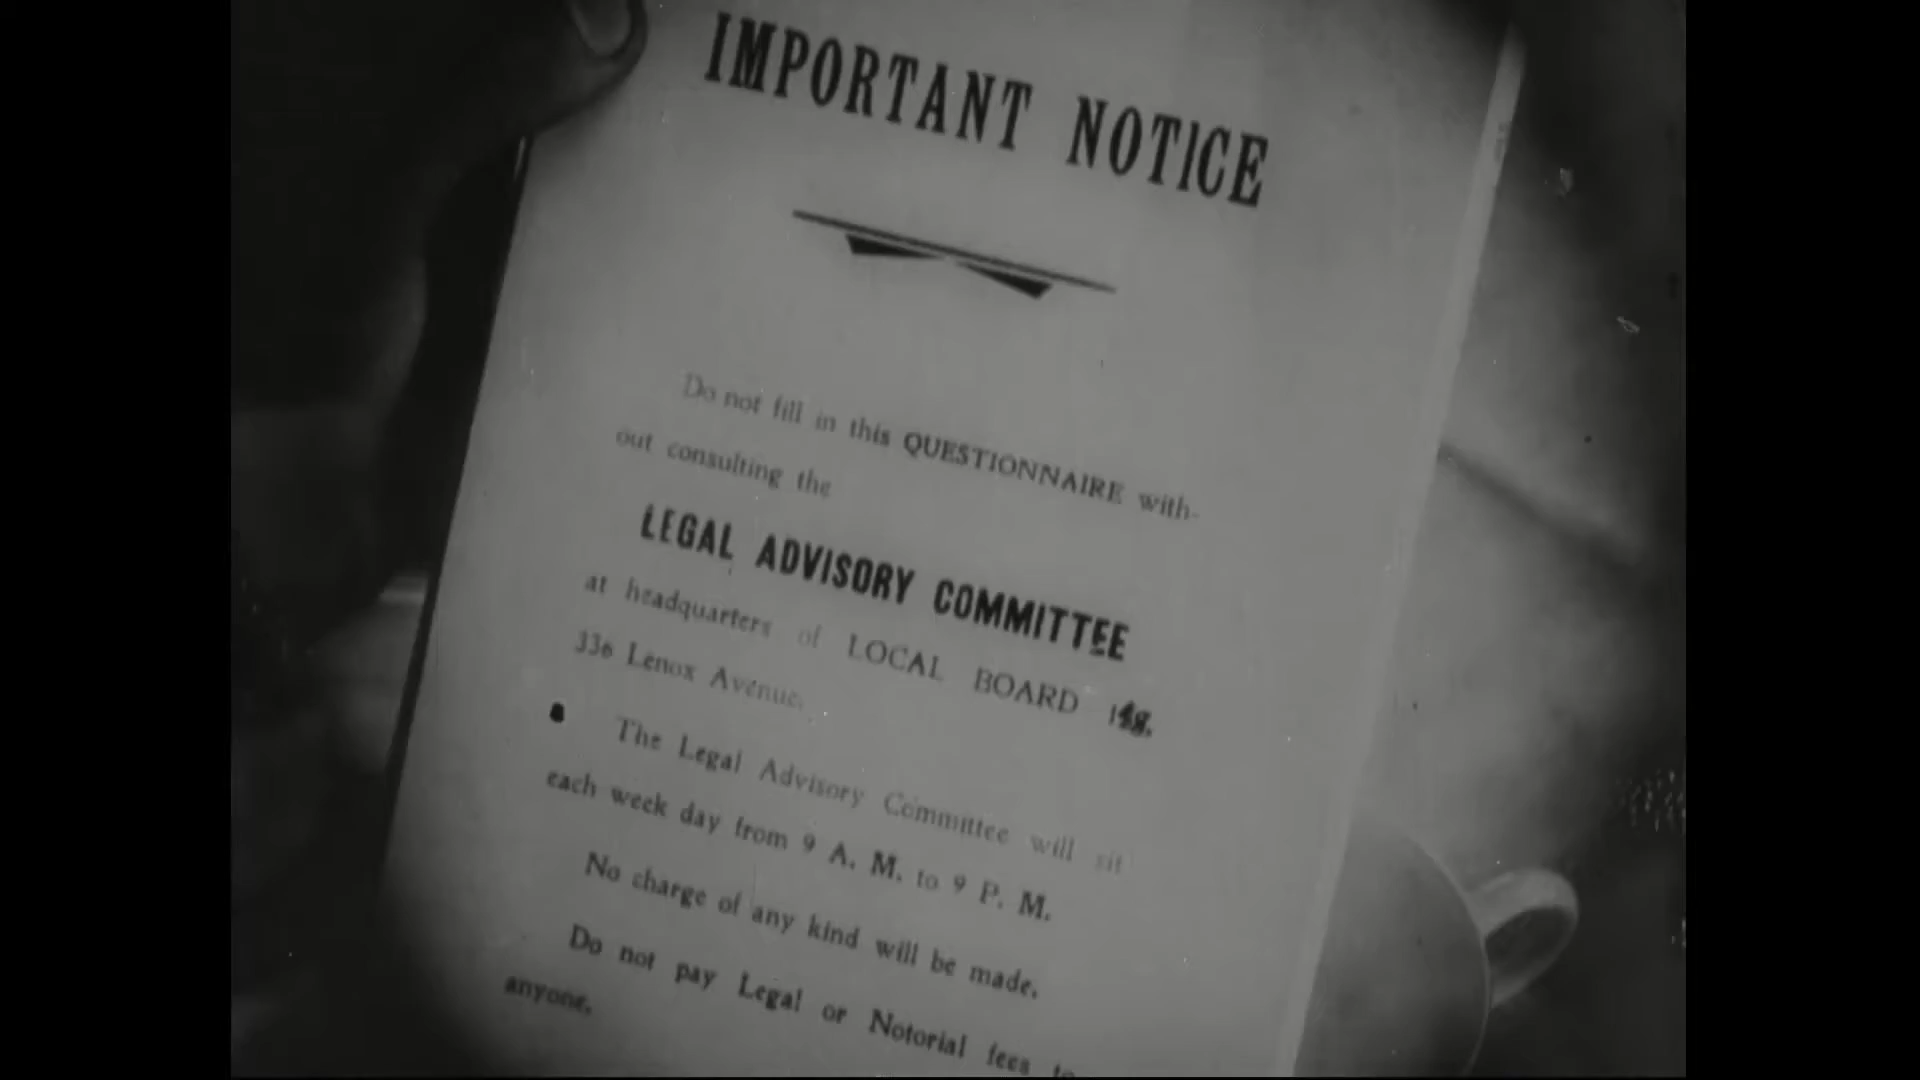 IMPORTANT NOTICE
Do not fill in this QUESTIONNAIRE with-
out consulting the
LEGAL ADVISORY COMMITTEE
at headquarters of LOCAL BOARD
336 Lenox Avenue.
The Legal Advisory Committee will sit
each week day from 9 A. M. to 9 P. M.
No charge of any kind will be made.
Do not pay Legal or Notorial fees to
anyone.